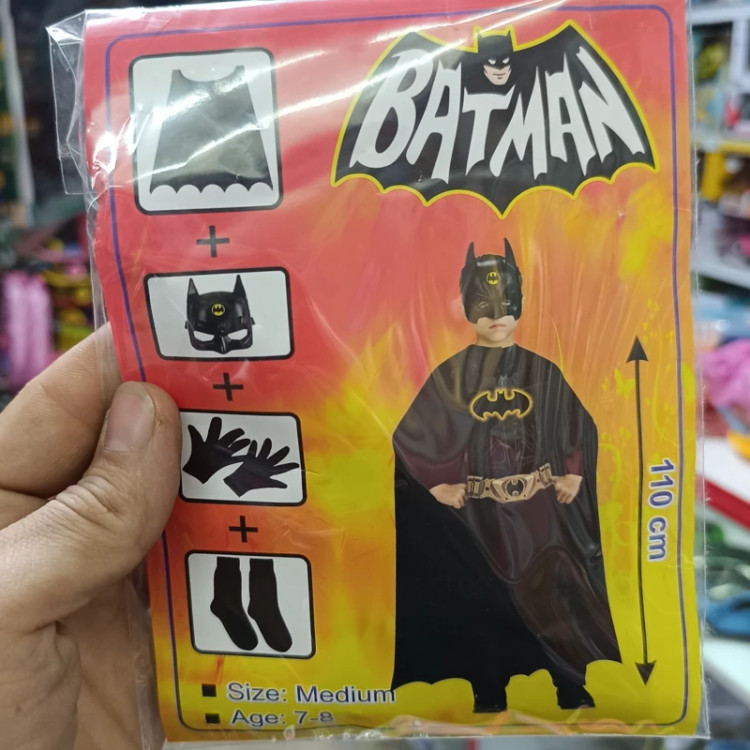 BATMAN
+
+
+
110 cm
■ Size: Medium
■ Age: 7-8